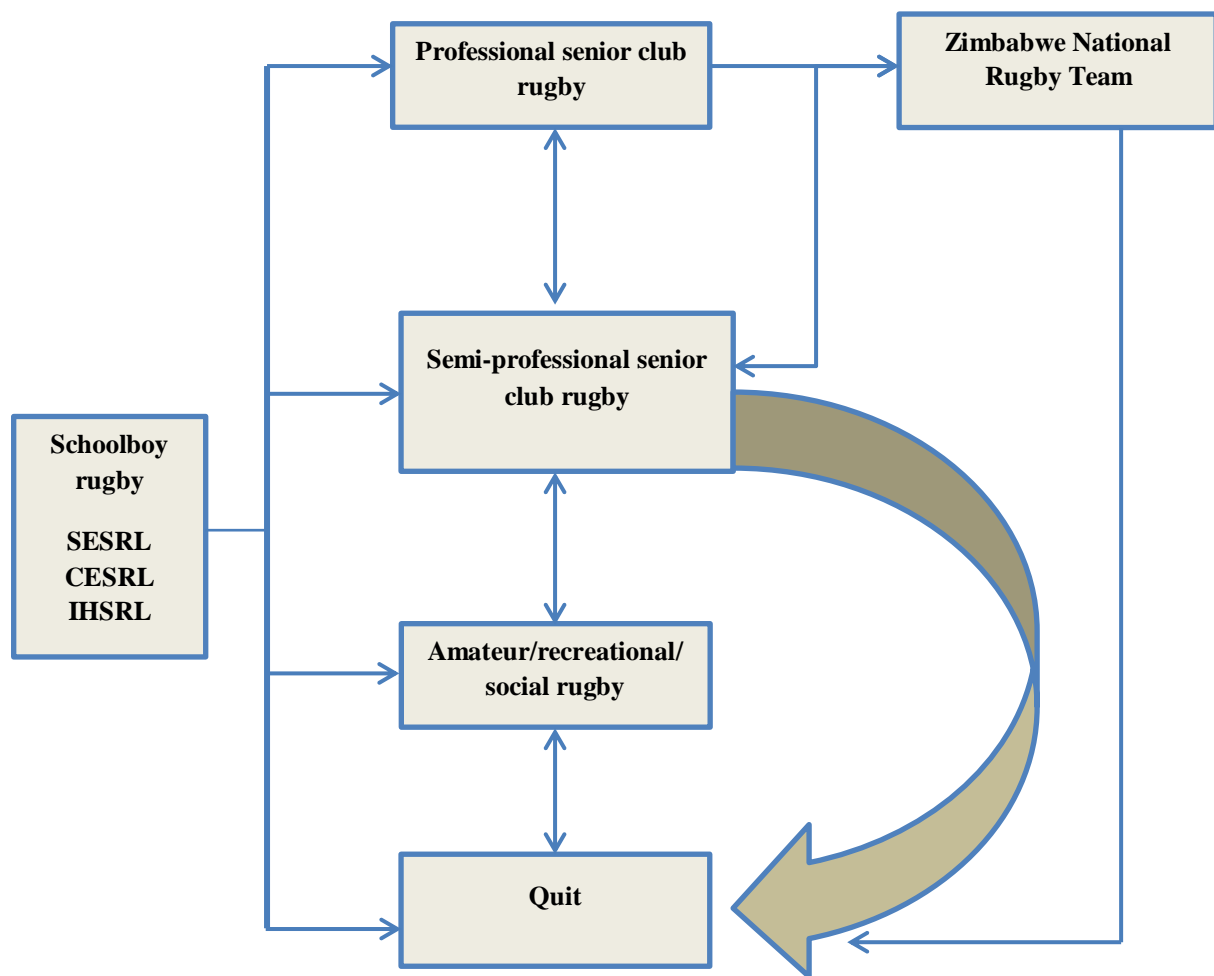 Professional senior club
rugby
Zimbabwe National
Rugby Team
Semi-professional senior
club rugby
Schoolboy
rugby
SESRL
CESRL
IHSRL
Amateur/recreational/
social rugby
Quit